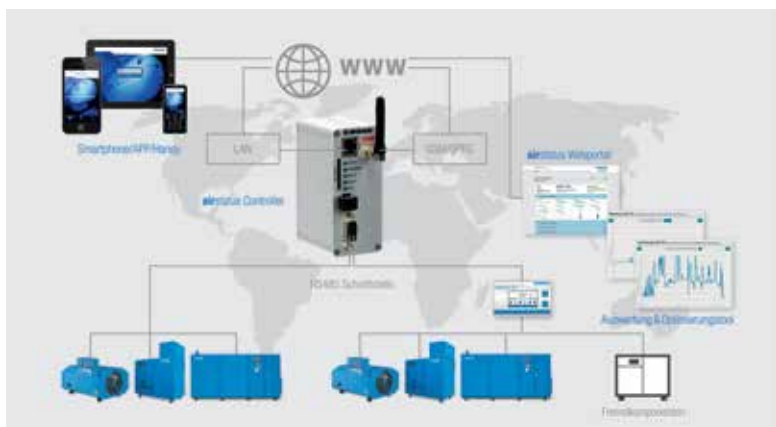 WWW
Smartphone/APP/Handy
LAN
GSM/GPRS
airstatus Webportal
airstatus Controller
RS485 Schnittstelle
Auswertung & Optimierungstool
Fremdkomponenten